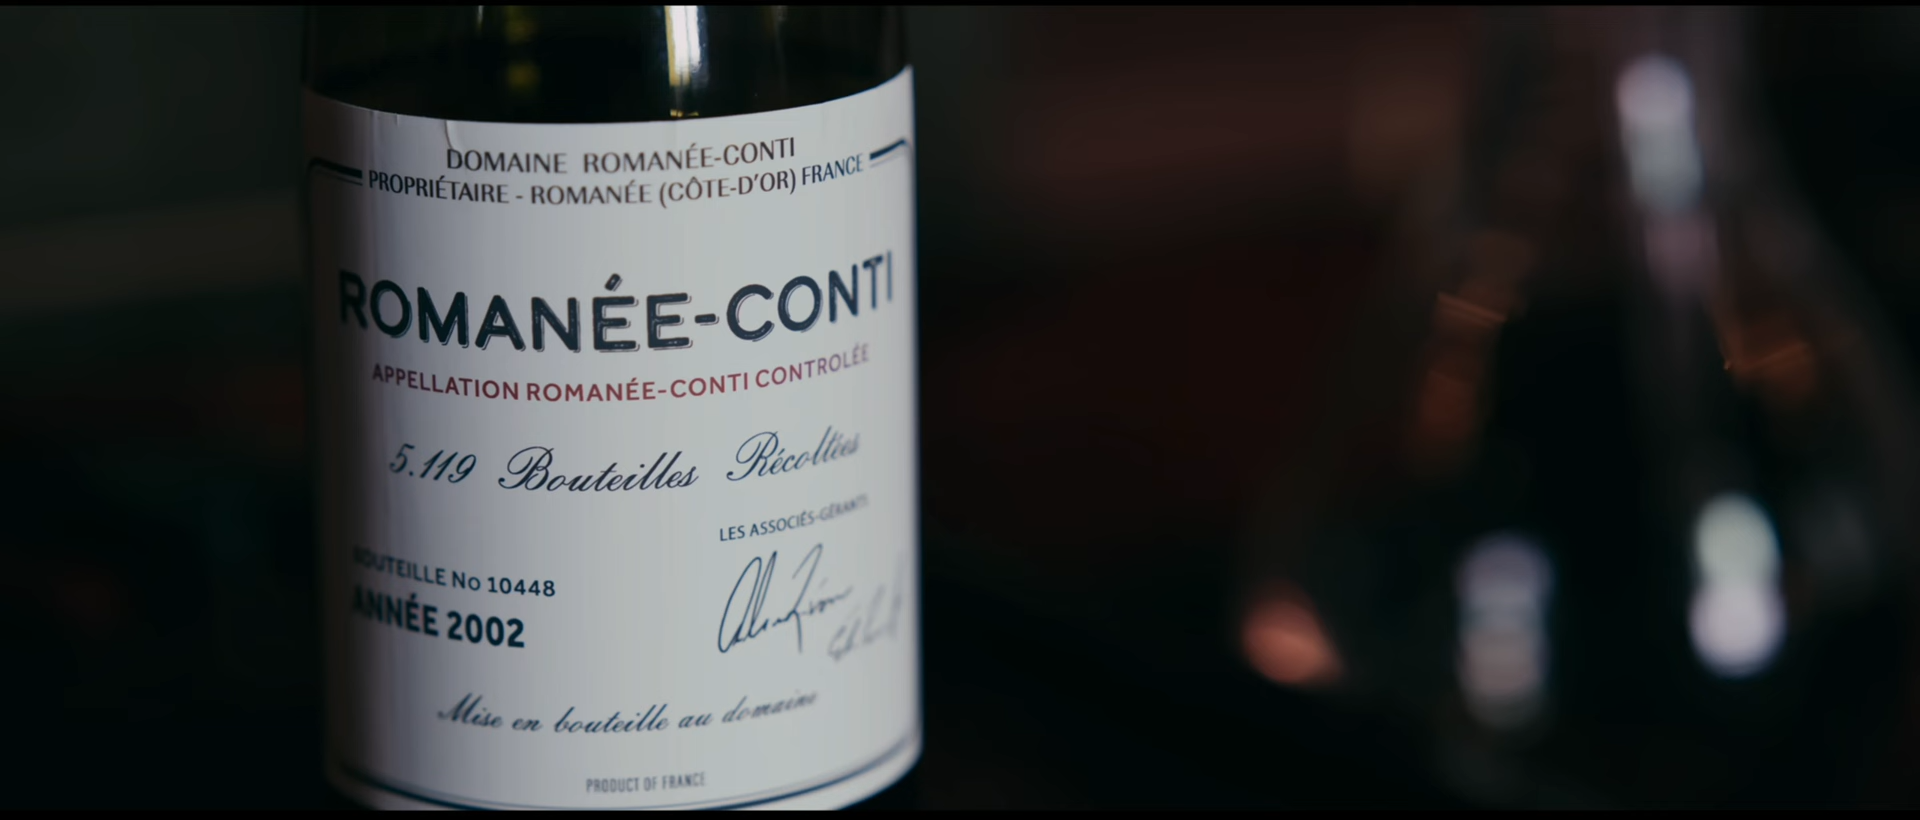 DOMAINE ROMANÉE-CONTI
PROPRIÉTAIRE - ROMANÉE (CÔTE-D'OR) FRANCE
ROMANÉE-CONTI
APPELLATION ROMANÉE-CONTI CONTROLÉE
5.119 Bouteilles Récoltées
LES ASSOCIÉS-GÉRANTS
BOUTEILLE No 10448
ANNÉE 2002
Mise en bouteille au domaine
PRODUCT OF FRANCE